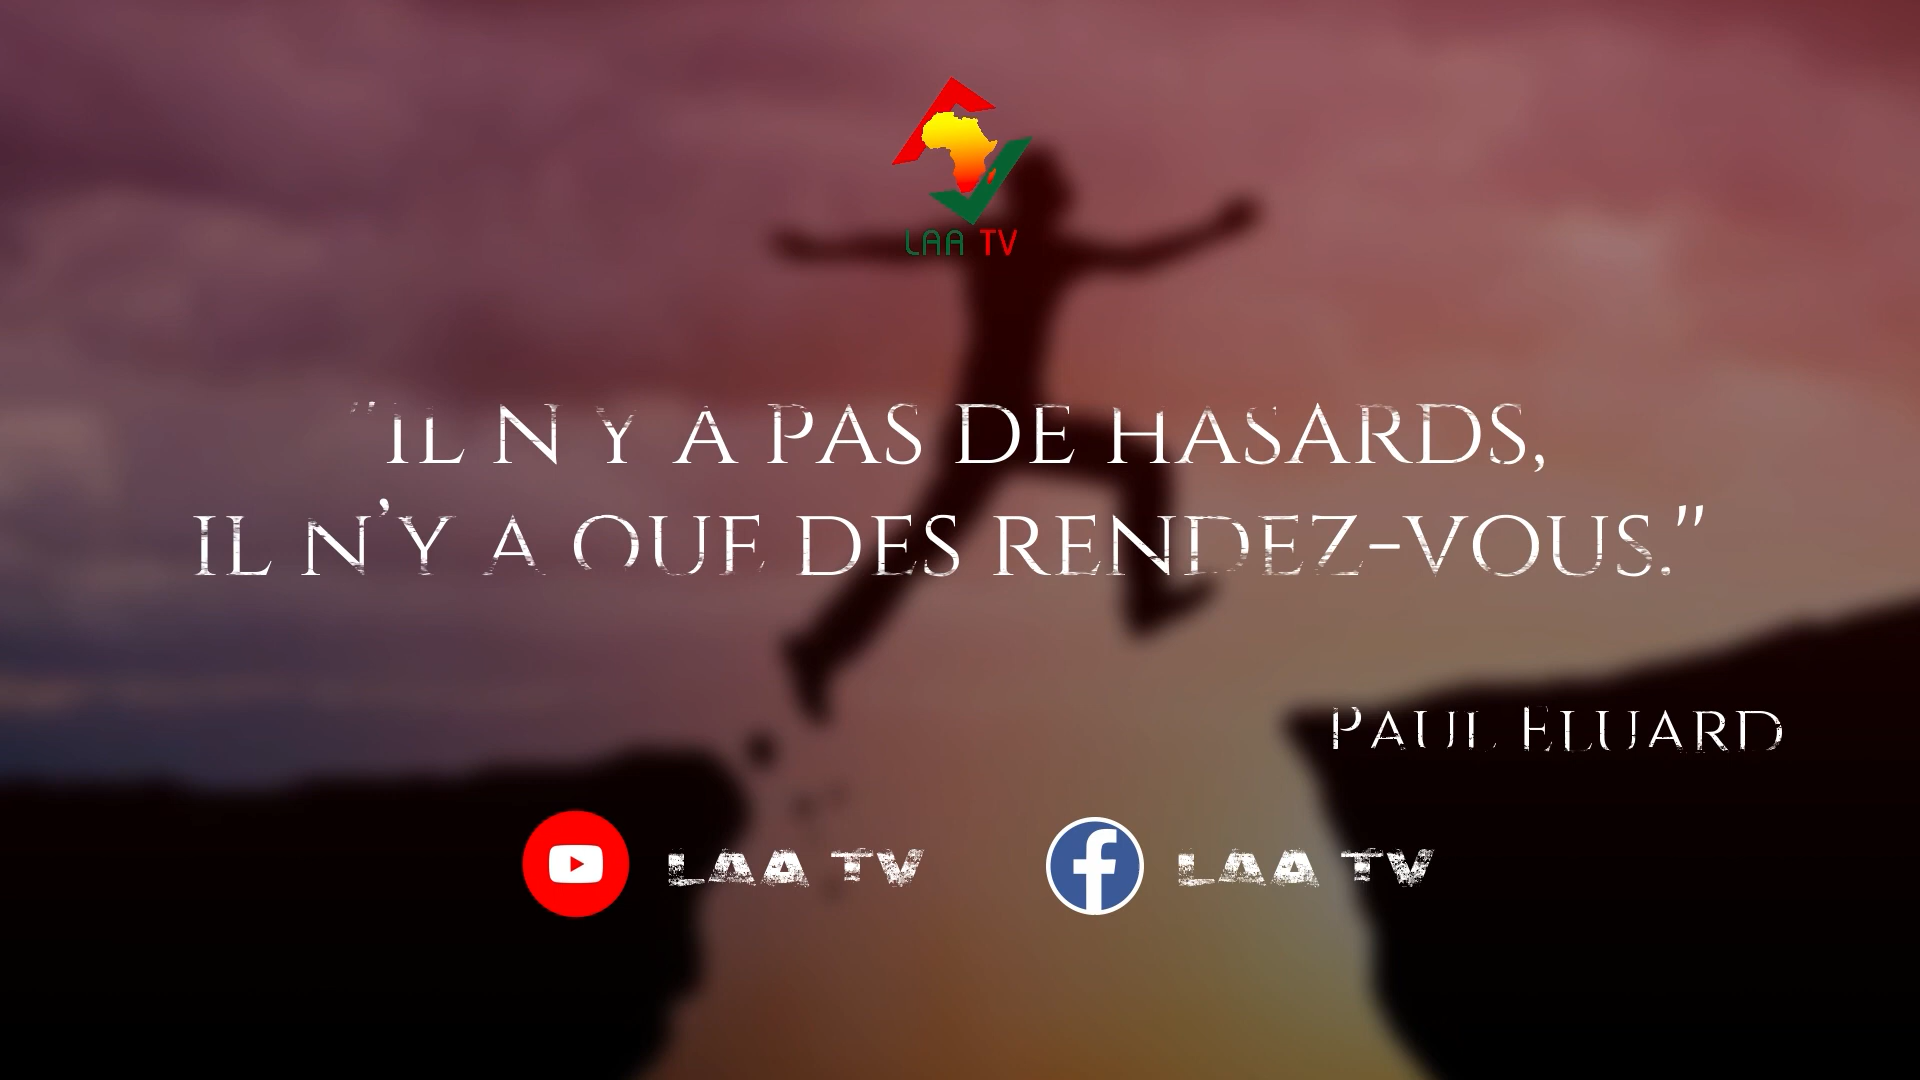 LAA TV
"IL N'Y A PAS DE HASARDS,
IL N'Y A QUE DES RENDEZ-VOUS."
PAUL ELUARD
LAA TV
LAA TV